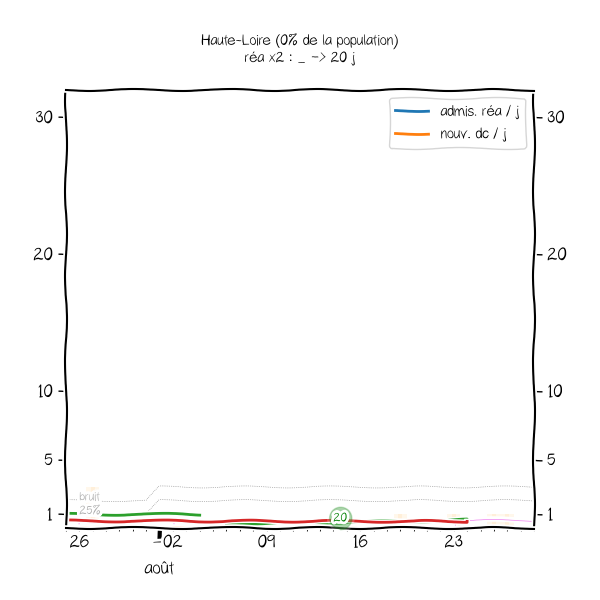 Haute-Loire (0% de la population)
réa x2 : _ -> 20 j
admis. réa / j
nouv. dc / j
30
30
20
20
10
10
5
5
bruit
25%
20
1
1
26
02
09
16
23
août